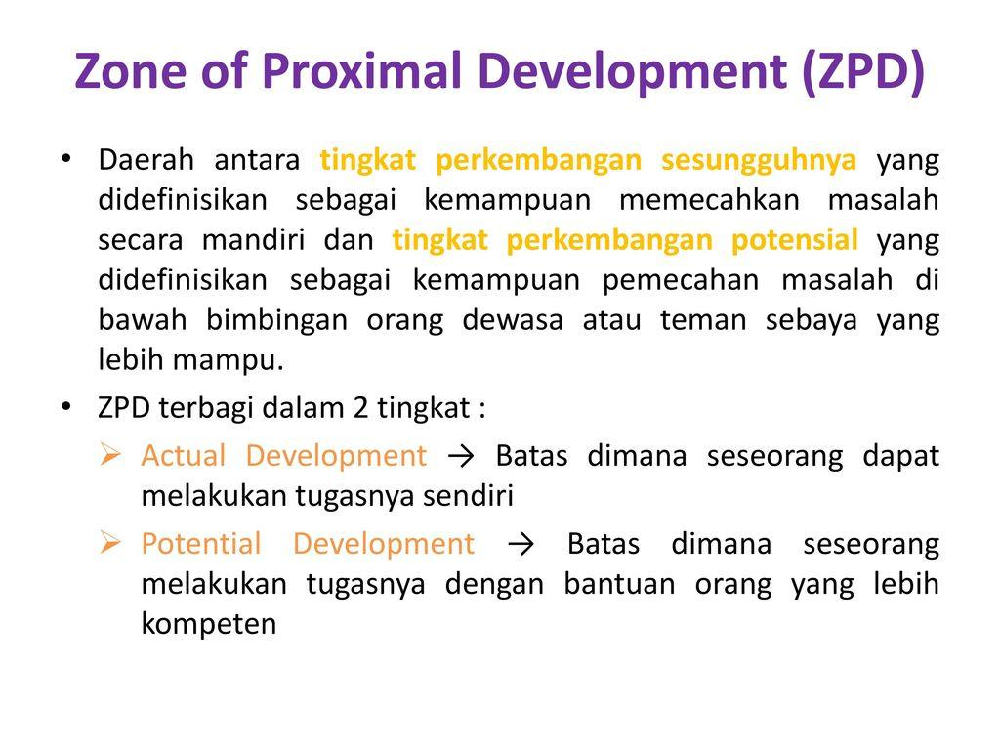 Zone of Proximal Development (ZPD)
• Daerah antara tingkat perkembangan sesungguhnya yang
didefinisikan sebagai kemampuan memecahkan masalah
secara mandiri dan tingkat perkembangan potensial yang
didefinisikan sebagai kemampuan pemecahan masalah di
bawah bimbingan orang dewasa atau teman sebaya yang
lebih mampu.
• ZPD terbagi dalam 2 tingkat :
➢ Actual Development → Batas dimana seseorang dapat
melakukan tugasnya sendiri
➢ Potential Development → Batas dimana seseorang
melakukan tugasnya dengan bantuan orang yang lebih
kompeten